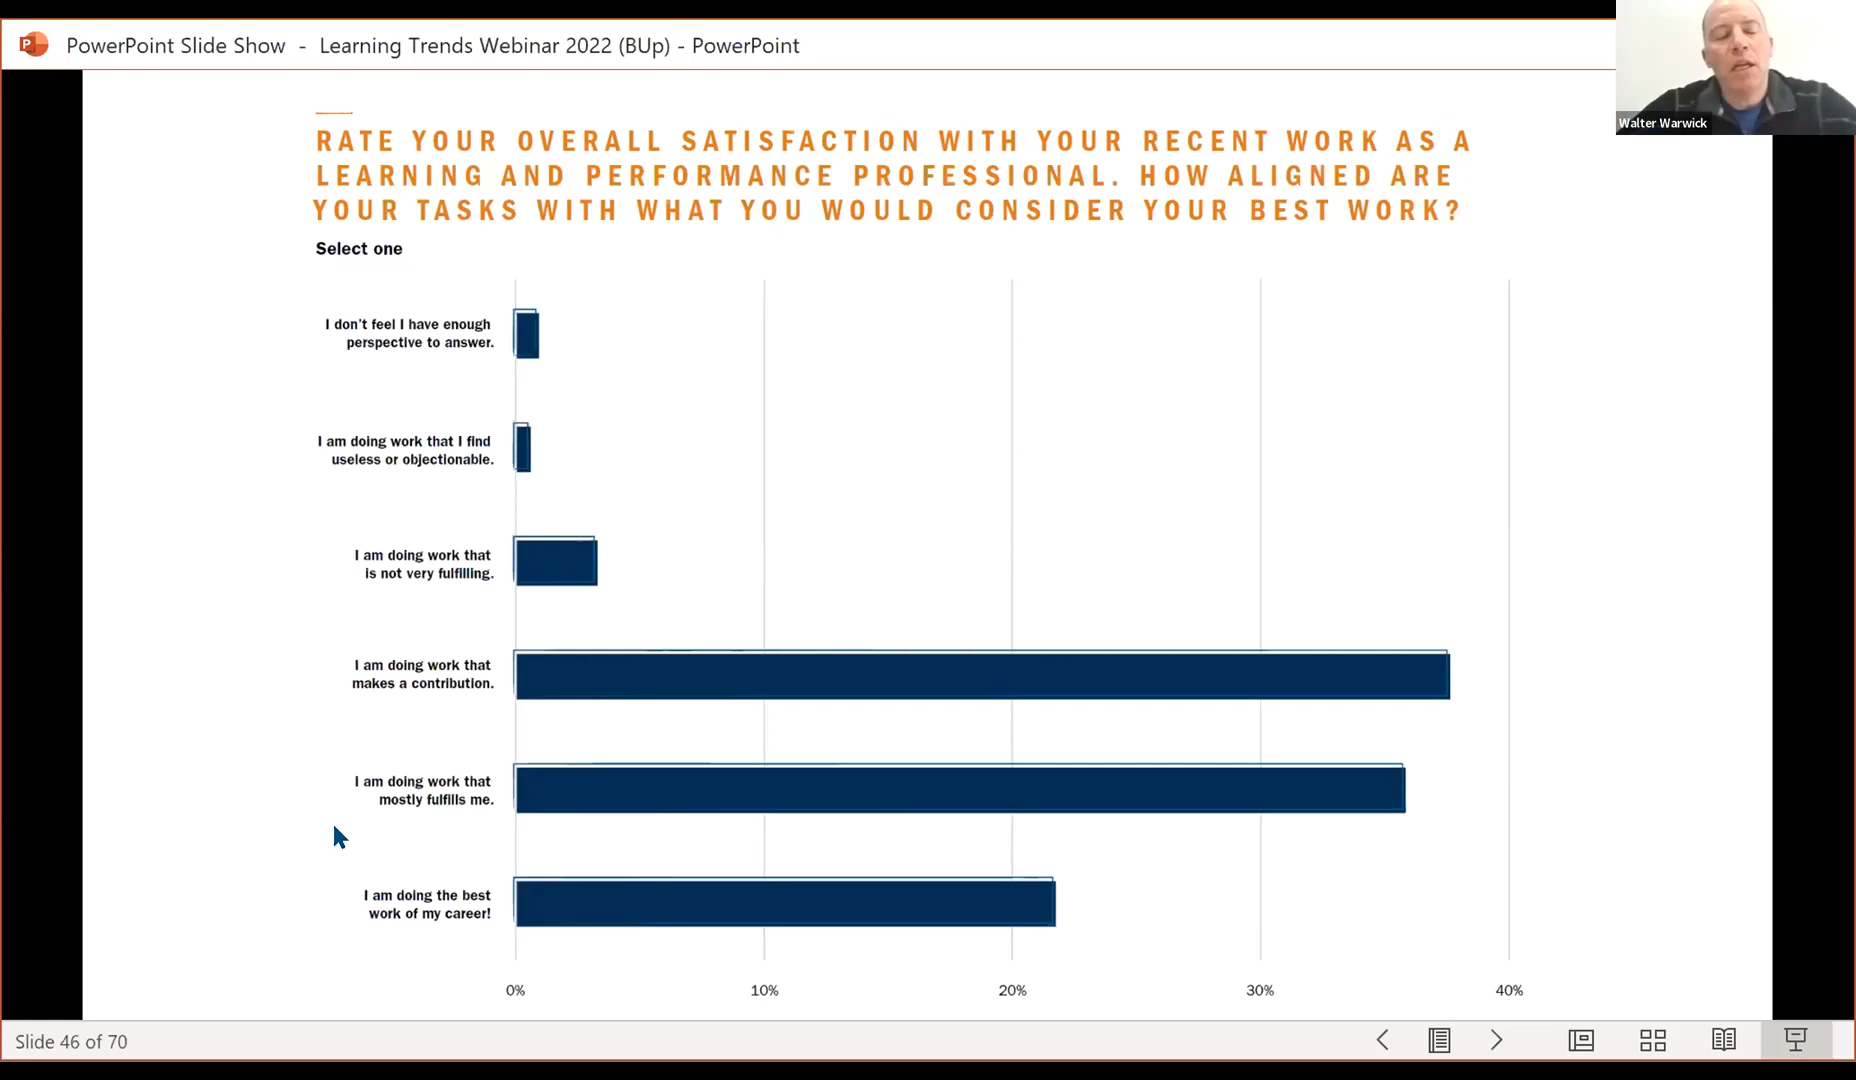 PowerPoint Slide Show - Learning Trends Webinar 2022 (BUp) - PowerPoint
Walter Warwick
RATE YOUR OVERALL SATISFACTION WITH YOUR RECENT WORK AS A
LEARNING AND PERFORMANCE PROFESSIONAL. HOW ALIGNED ARE
YOUR TASKS WITH WHAT YOU WOULD CONSIDER YOUR BEST WORK?
Select one
I don't feel I have enough
perspective to answer.
I am doing work that I find
useless or objectionable.
I am doing work that
is not very fulfilling.
I am doing work that
makes a contribution.
I am doing work that
mostly fulfills me.
I am doing the best
work of my career!
0% 10% 20% 30% 40%
Slide 46 of 70